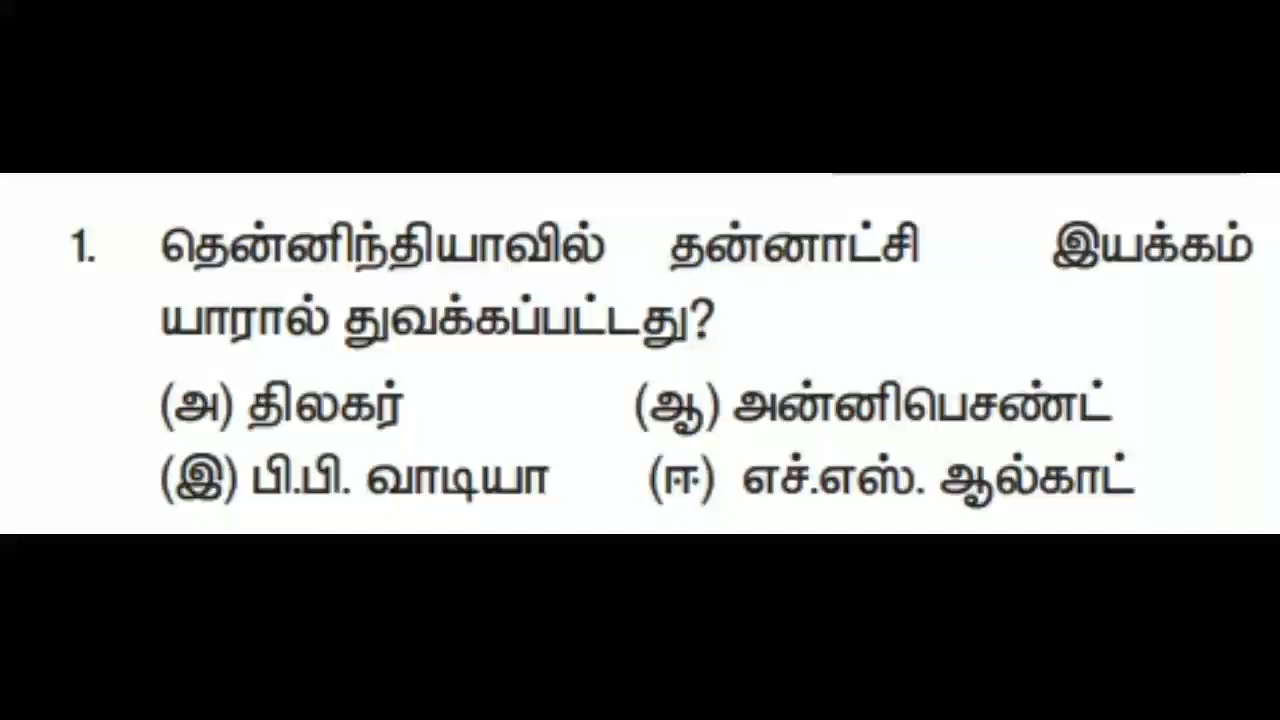 1. தென்னிந்தியாவில் தன்னாட்சி இயக்கம்
யாரால் துவக்கப்பட்டது?
(அ) திலகர் (ஆ) அன்னிபெசண்ட்
(இ) பி.பி. வாடியா (ஈ) எச்.எஸ். ஆல்காட்